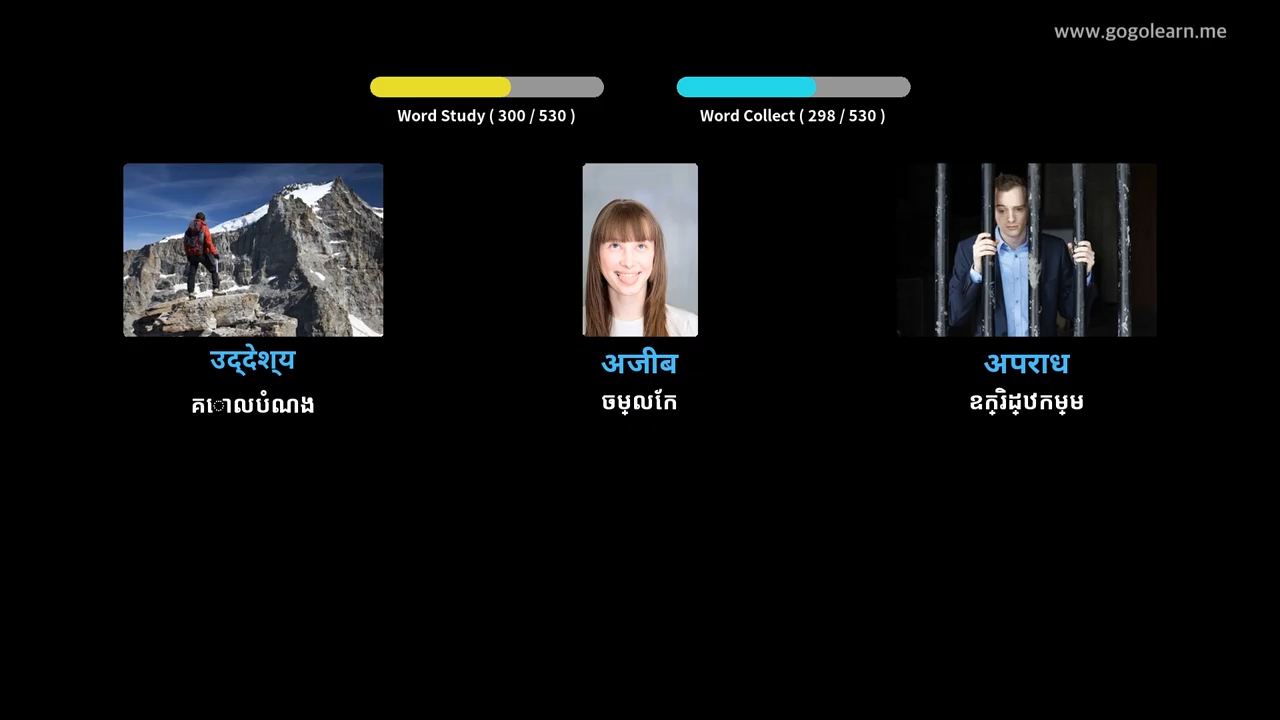 www.gogolearn.me
Word Study ( 300 / 530 )
Word Collect ( 298 / 530 )
उद्देश्य
अजीब
अपराध
គោលបំណង
ចម្លែក
ឧក្រិដ្ឋកម្ម